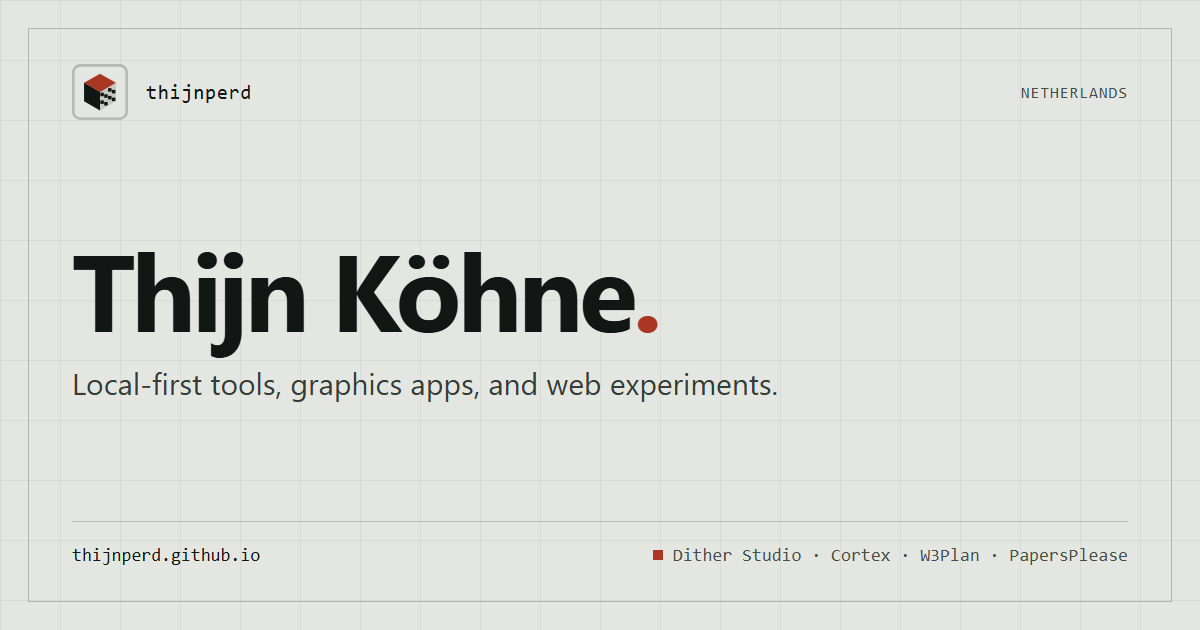 thijnperd
NETHERLANDS
Thijn Köhne.
Local-first tools, graphics apps, and web experiments.
thijnperd.github.io
Dither Studio · Cortex · W3Plan · PapersPlease